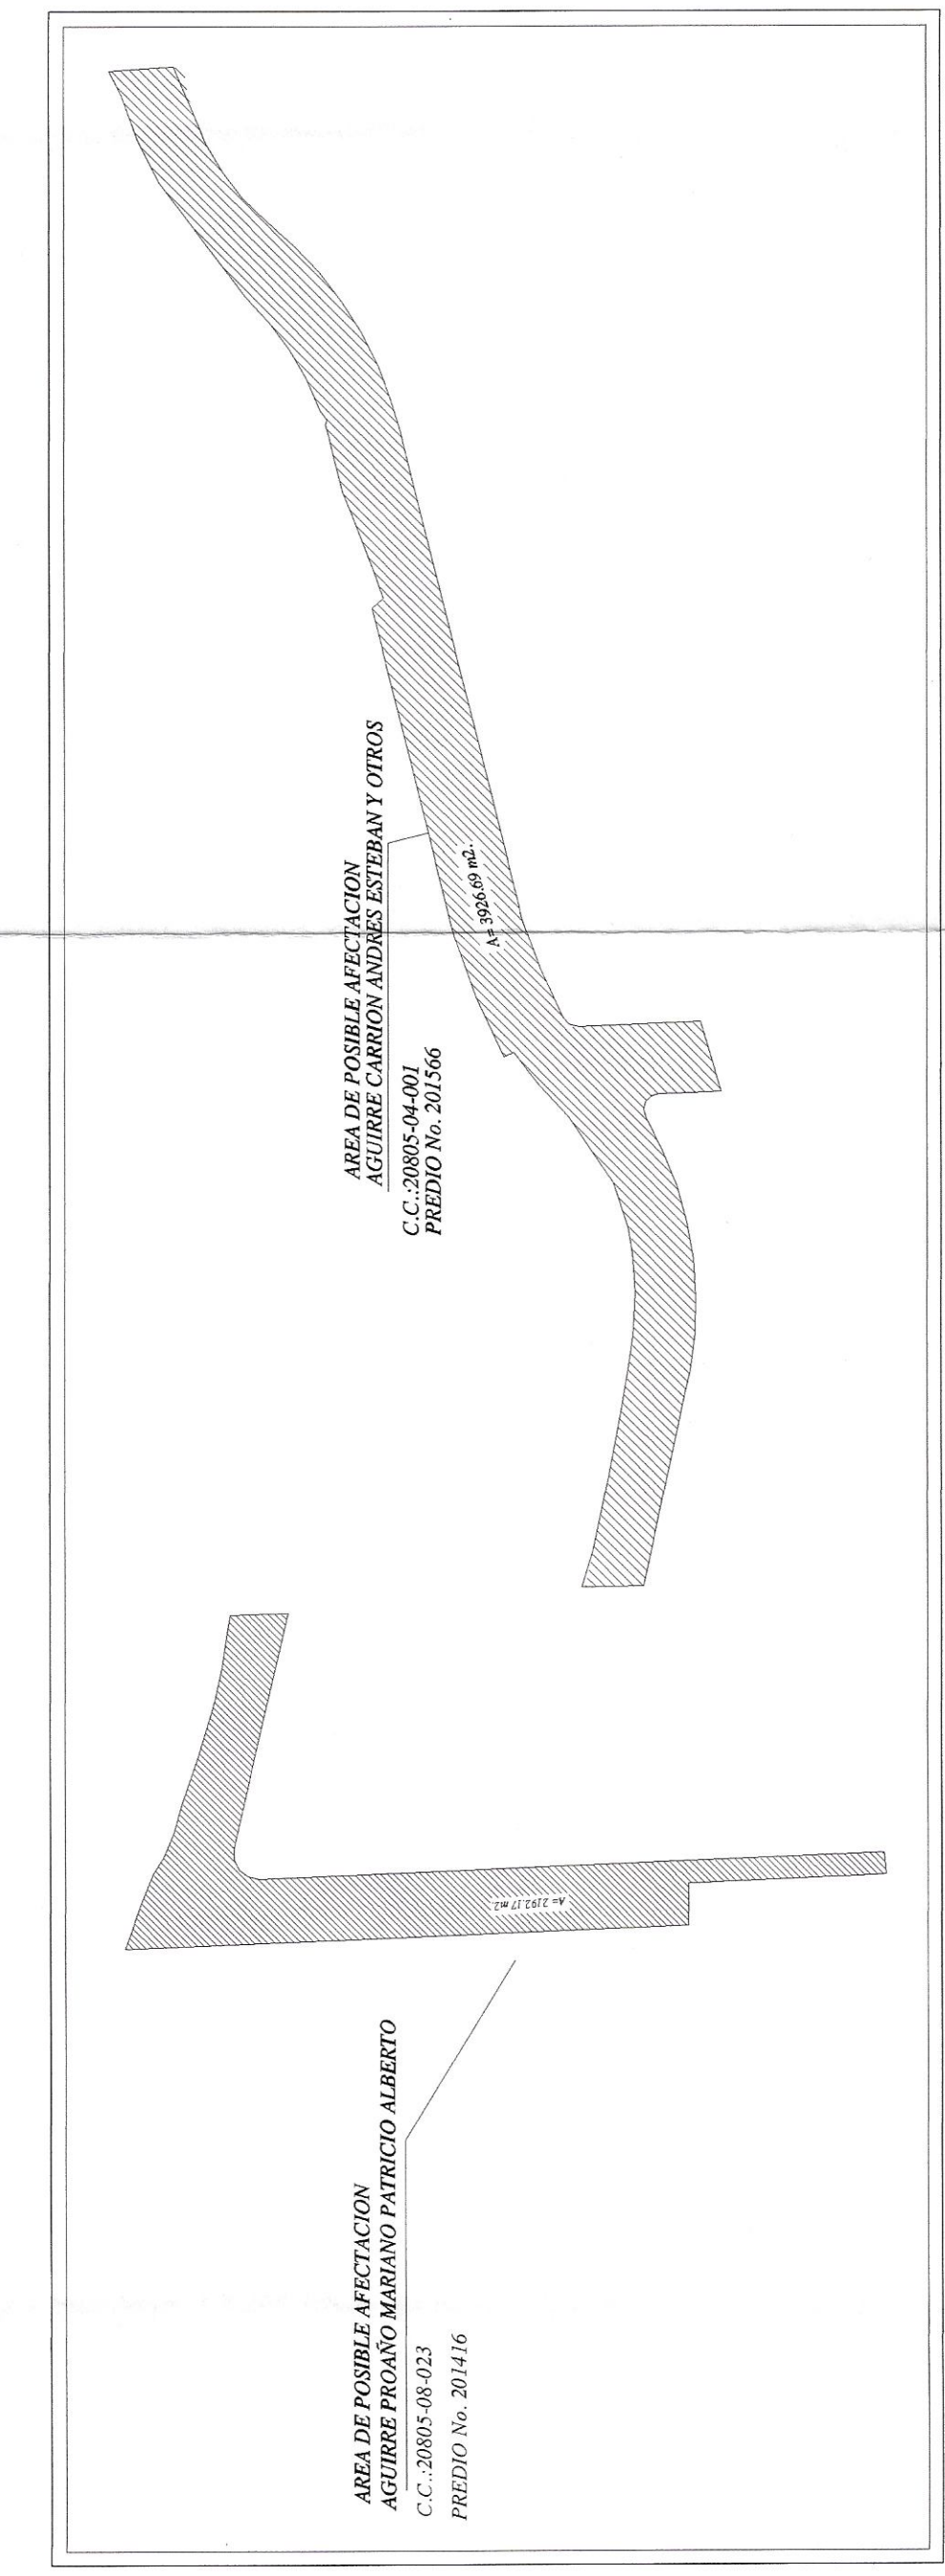 AREA DE POSIBLE AFECTACION
AGUIRRE PROAÑO MARIANO PATRICIO ALBERTO
C.C.:20805-08-023
PREDIO No. 201416
A= 2192.17 m2.
AREA DE POSIBLE AFECTACION
AGUIRRE CARRION ANDRES ESTEBAN Y OTROS
C.C.:20805-04-001
PREDIO No. 201566
A= 3926.69 m2.